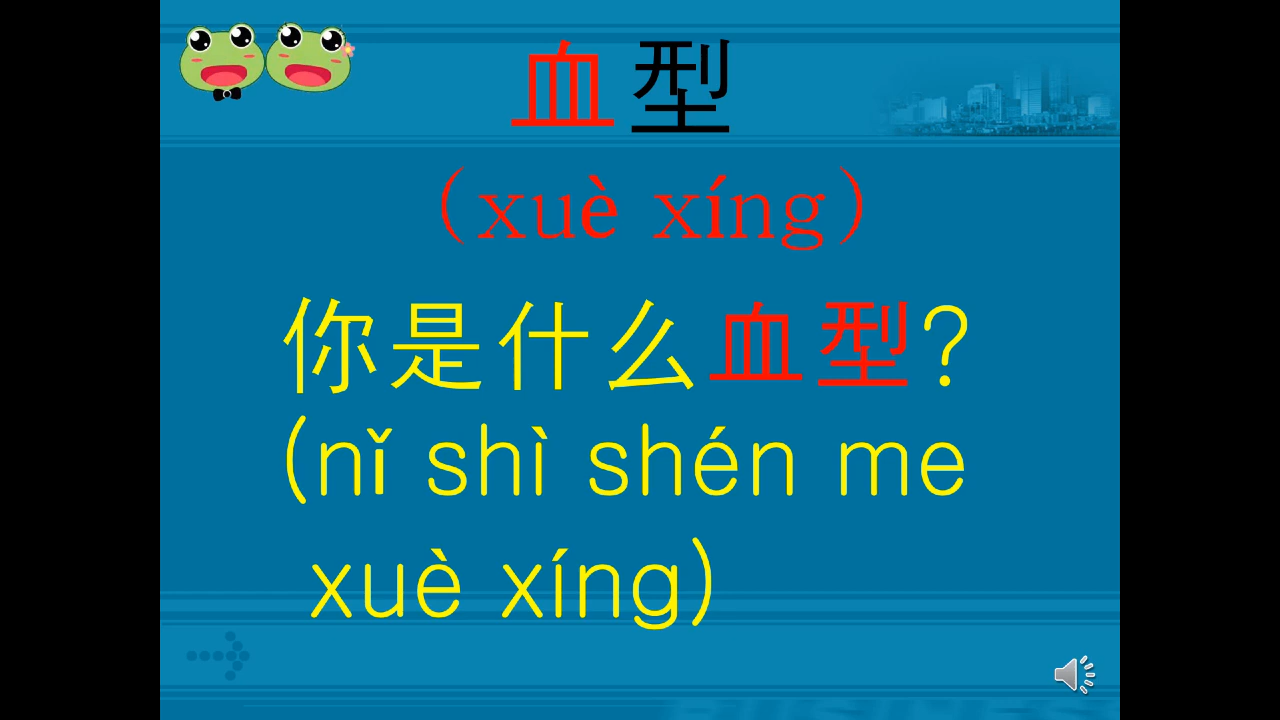 血型
（xuè xíng）
你是什么血型?
(nǐ shì shén me
xuè xíng)